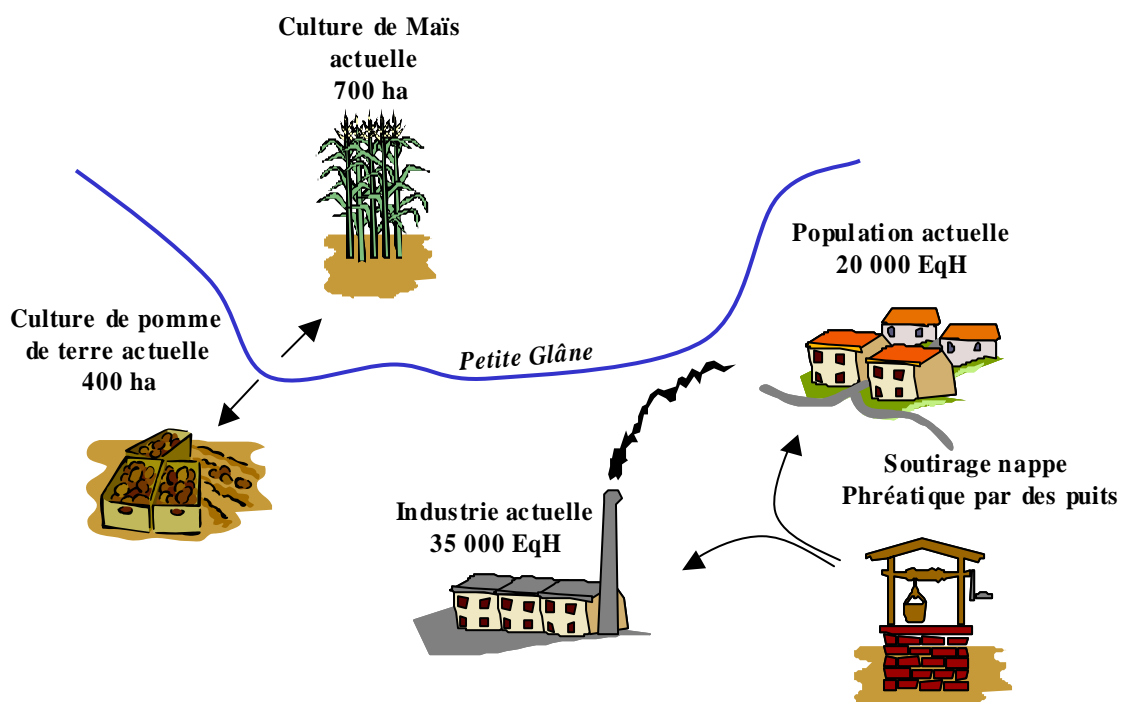 Culture de Maïs
actuelle
700 ha
Population actuelle
20 000 EqH
Culture de pomme
de terre actuelle
400 ha
Petite Glâne
Soutirage nappe
Phréatique par des puits
Industrie actuelle
35 000 EqH